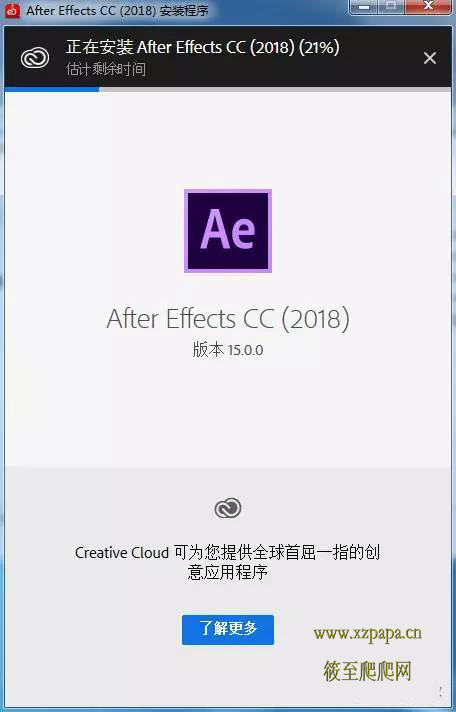 After Effects CC (2018) 安装程序
正在安装 After Effects CC (2018) (21%)
估计剩余时间
Ae
After Effects CC (2018)
版本 15.0.0
Creative Cloud 可为您提供全球首屈一指的创
意应用程序
了解更多
www.xzpapa.cn
筱至爬爬网